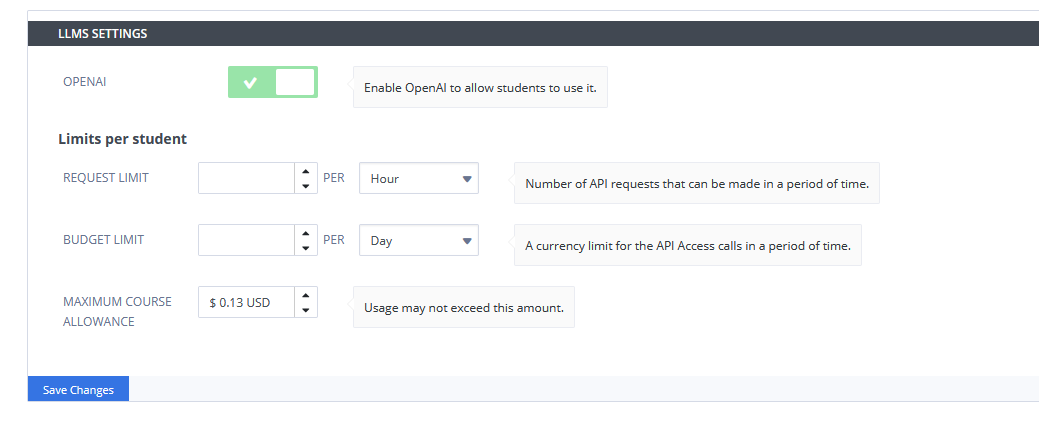 LLMS SETTINGS
OPENAI
Enable OpenAI to allow students to use it.
Limits per student
REQUEST LIMIT PER Hour Number of API requests that can be made in a period of time.
BUDGET LIMIT PER Day A currency limit for the API Access calls in a period of time.
MAXIMUM COURSE
ALLOWANCE
$ 0.13 USD
Usage may not exceed this amount.
Save Changes